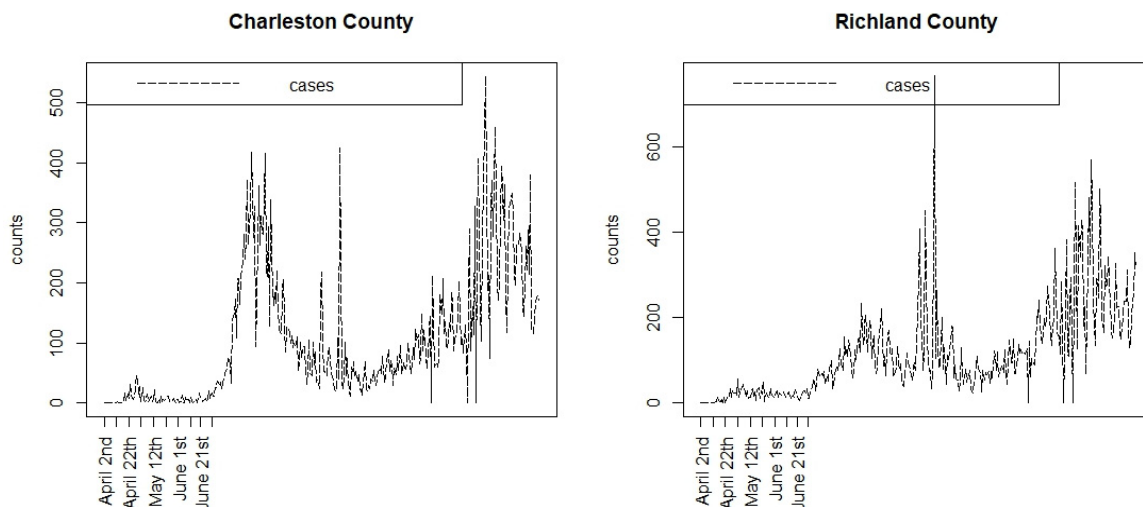 Charleston County
cases
counts
0
100
200
300
400
500
April 2nd
April 22th
May 12th
June 1st
June 21st
Richland County
cases
counts
0
200
400
600
April 2nd
April 22th
May 12th
June 1st
June 21st